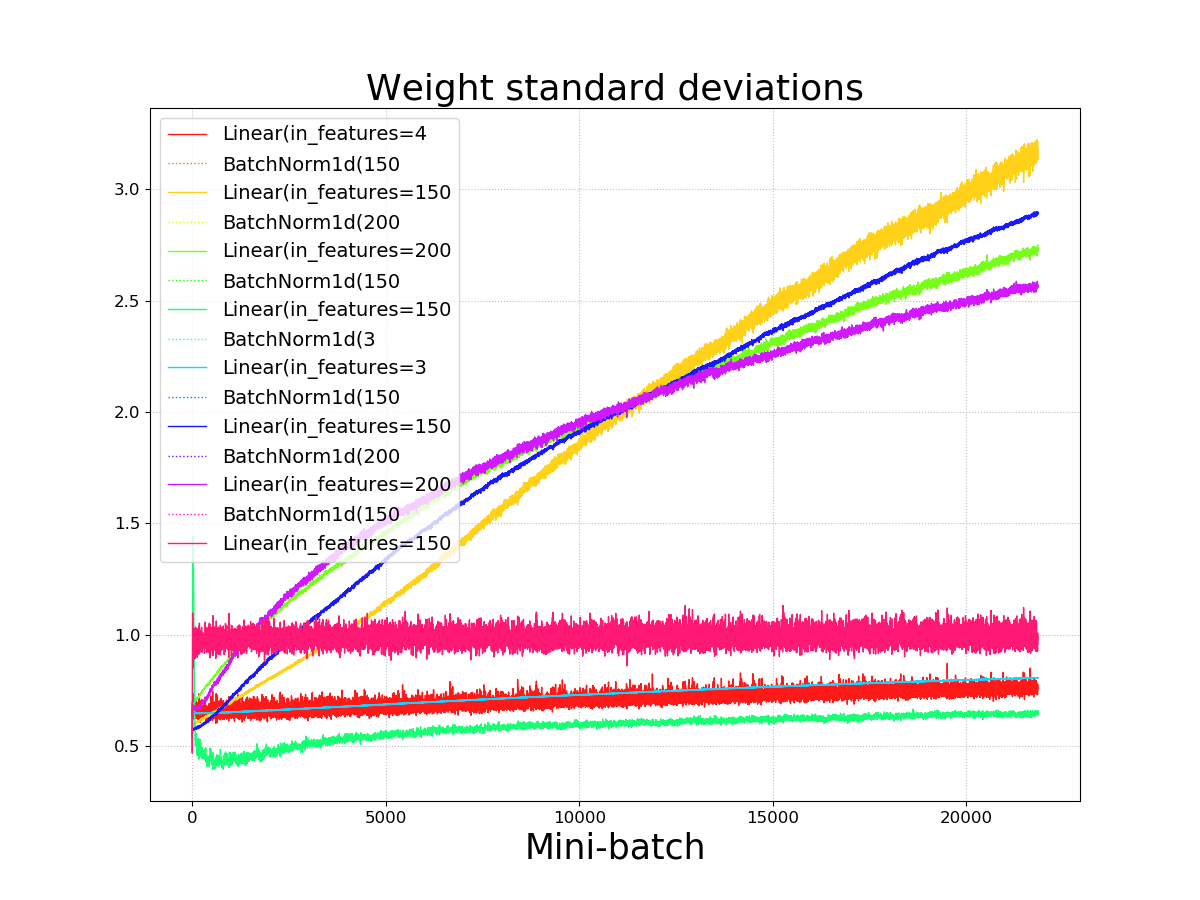 Weight standard deviations
Linear(in_features=4
BatchNorm1d(150
Linear(in_features=150
BatchNorm1d(200
Linear(in_features=200
BatchNorm1d(150
Linear(in_features=150
BatchNorm1d(3
Linear(in_features=3
BatchNorm1d(150
Linear(in_features=150
BatchNorm1d(200
Linear(in_features=200
BatchNorm1d(150
Linear(in_features=150
3.0
2.5
2.0
1.5
1.0
0.5
0 5000 10000 15000 20000
Mini-batch